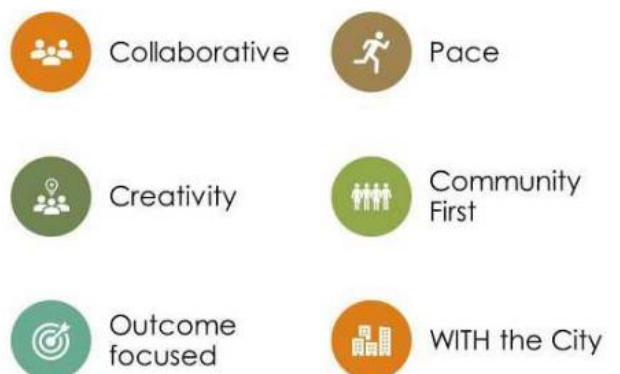 Collaborative
Pace
Creativity
Community
First
Outcome
focused
WITH the City